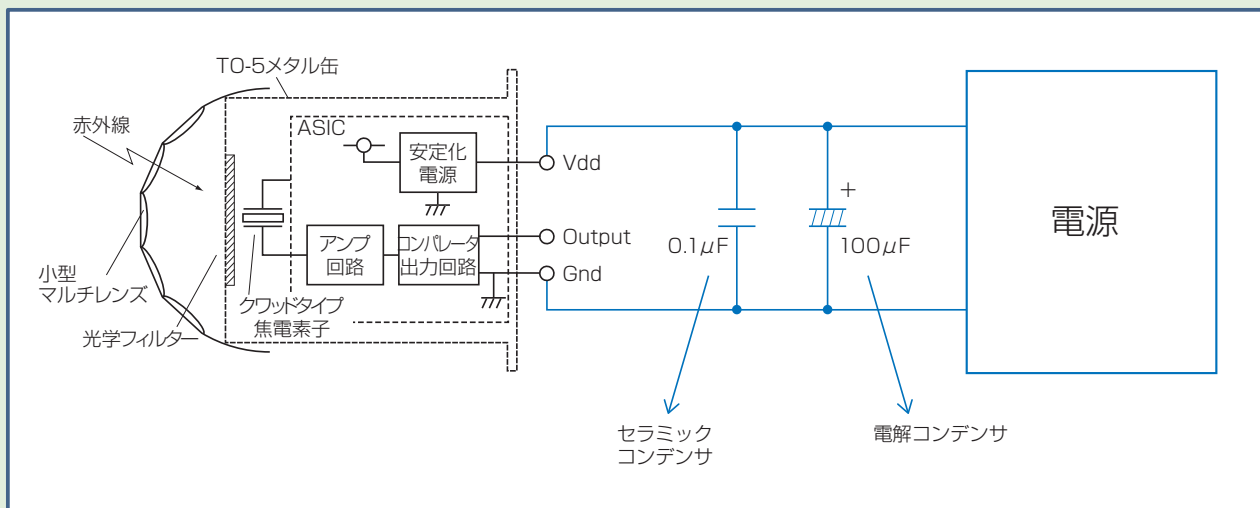 TO-5メタル缶
赤外線
ASIC
安定化
電源
Vdd
アンプ
回路
コンパレータ
出力回路
Output
Gnd
小型
マルチレンズ
クワッドタイプ
焦電素子
光学フィルター
0.1μF
+
100μF
電源
セラミック
コンデンサ
電解コンデンサ